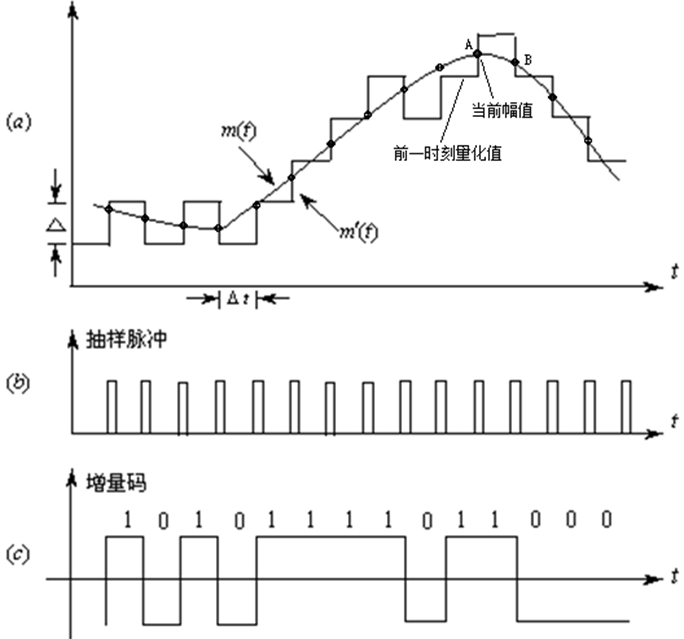 A
B
当前幅值
(a)
m(f)
前一时刻量化值
△
m'(f)
t
Δt
抽样脉冲
(b)
t
增量码
1 0 1 0 1 1 1 1 0 1 1 0 0 0
(c)
t